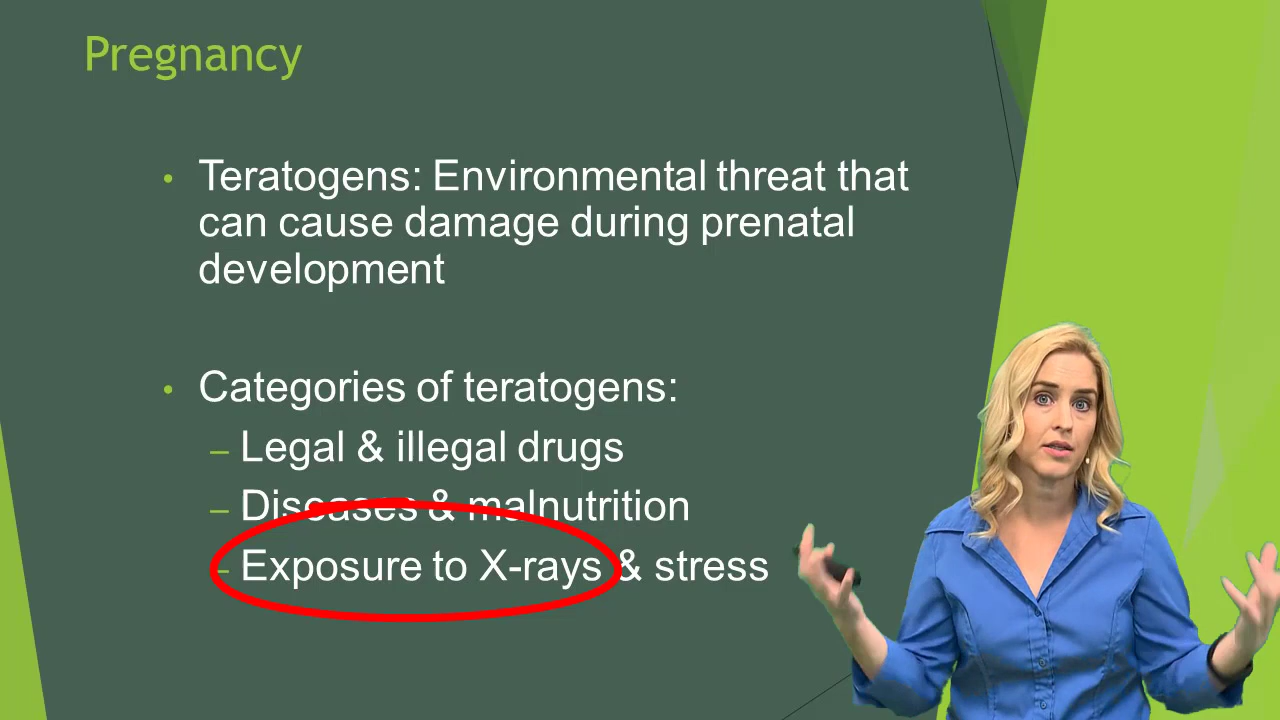 Pregnancy
• Teratogens: Environmental threat that
can cause damage during prenatal
development
• Categories of teratogens:
– Legal & illegal drugs
– Diseases & malnutrition
– Exposure to X-rays & stress